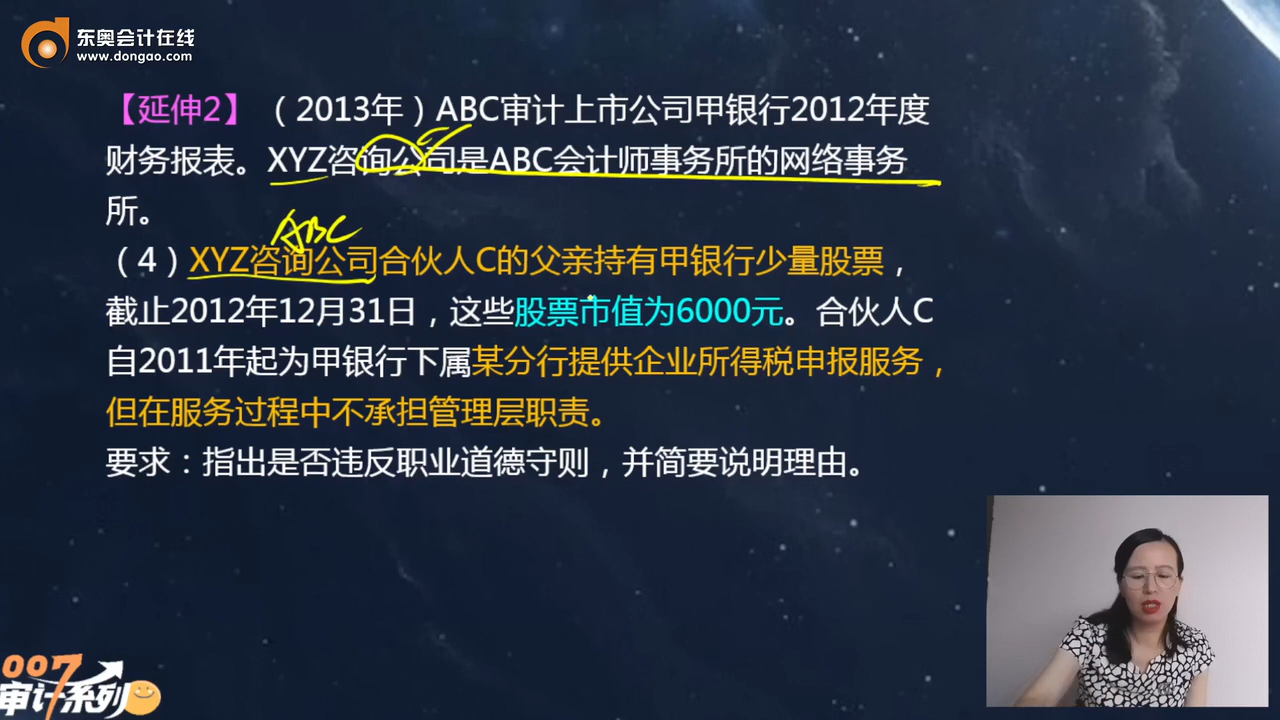 东奥会计在线
www.dongao.com
【延伸2】（2013年）ABC审计上市公司甲银行2012年度
财务报表。XYZ咨询公司是ABC会计师事务所的网络事务
所。
ABC
（4）XYZ咨询公司合伙人C的父亲持有甲银行少量股票，
截止2012年12月31日，这些股票市值为6000元。合伙人C
自2011年起为甲银行下属某分行提供企业所得税申报服务，
但在服务过程中不承担管理层职责。
要求：指出是否违反职业道德守则，并简要说明理由。
007
审计系列